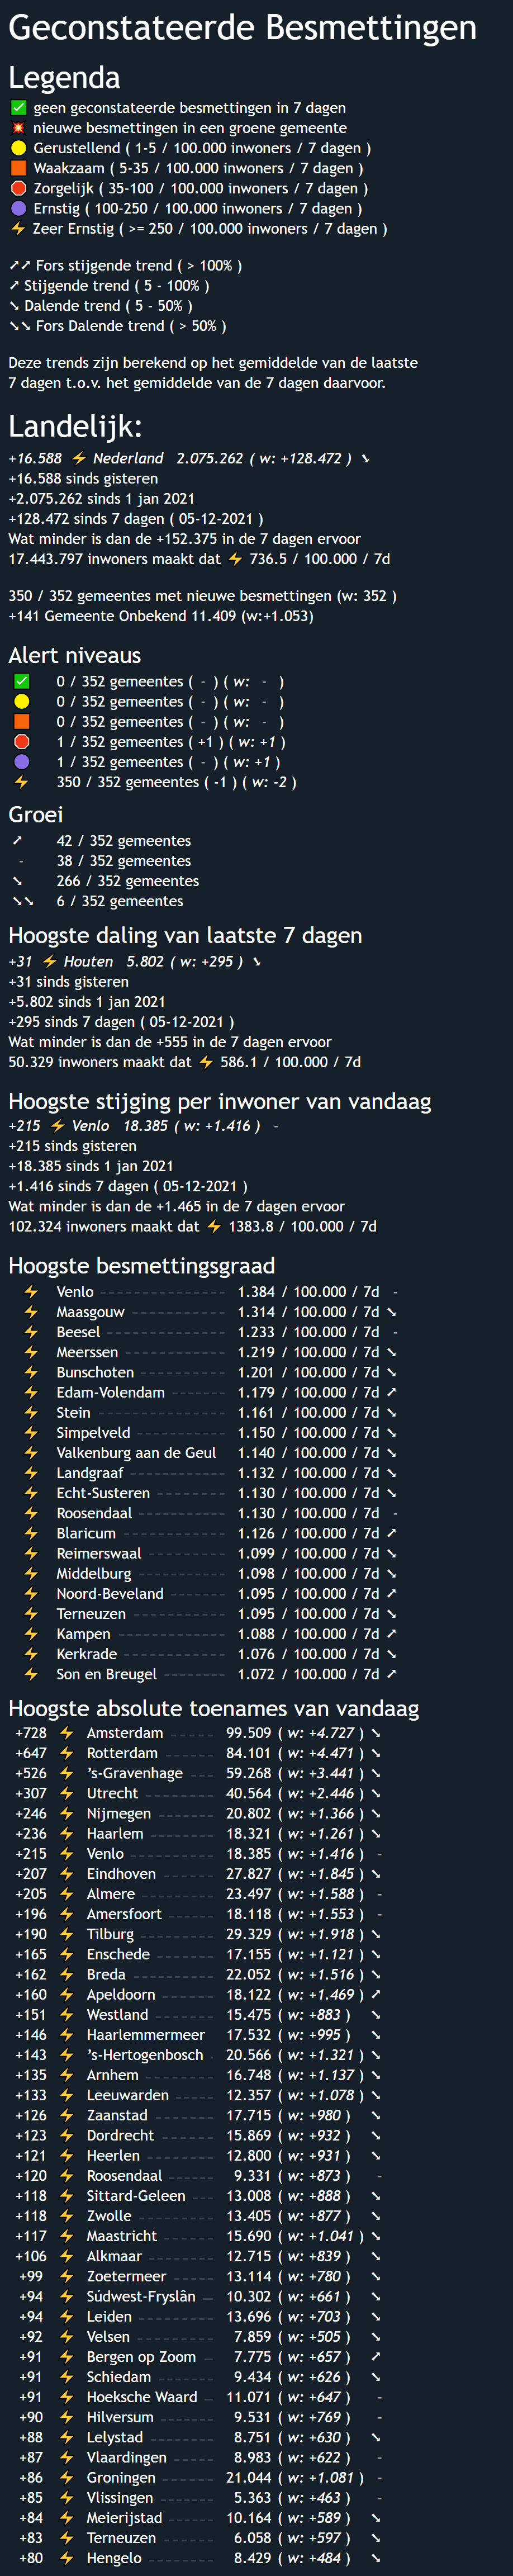 Geconstateerde Besmettingen
Legenda
✅ geen geconstateerde besmettingen in 7 dagen
💥 nieuwe besmettingen in een groene gemeente
🟡 Gerustellend ( 1-5 / 100.000 inwoners / 7 dagen )
🟧 Waakzaam ( 5-35 / 100.000 inwoners / 7 dagen )
🛑 Zorgelijk ( 35-100 / 100.000 inwoners / 7 dagen )
🟣 Ernstig ( 100-250 / 100.000 inwoners / 7 dagen )
⚡ Zeer Ernstig ( >= 250 / 100.000 inwoners / 7 dagen )
➚➚ Fors stijgende trend ( > 100% )
➚ Stijgende trend ( 5 - 100% )
➘ Dalende trend ( 5 - 50% )
➘➘ Fors Dalende trend ( > 50% )
Deze trends zijn berekend op het gemiddelde van de laatste
7 dagen t.o.v. het gemiddelde van de 7 dagen daarvoor.
Landelijk:
+16.588 ⚡ Nederland 2.075.262 ( w: +128.472 ) ➘
+16.588 sinds gisteren
+2.075.262 sinds 1 jan 2021
+128.472 sinds 7 dagen ( 05-12-2021 )
Wat minder is dan de +152.375 in de 7 dagen ervoor
17.443.797 inwoners maakt dat ⚡ 736.5 / 100.000 / 7d
350 / 352 gemeentes met nieuwe besmettingen (w: 352 )
+141 Gemeente Onbekend 11.409 (w:+1.053)
Alert niveaus
✅ 0 / 352 gemeentes ( - ) ( w: - )
🟡 0 / 352 gemeentes ( - ) ( w: - )
🟧 0 / 352 gemeentes ( - ) ( w: - )
🛑 1 / 352 gemeentes ( +1 ) ( w: +1 )
🟣 1 / 352 gemeentes ( - ) ( w: +1 )
⚡ 350 / 352 gemeentes ( -1 ) ( w: -2 )
Groei
➚ 42 / 352 gemeentes
- 38 / 352 gemeentes
➘ 266 / 352 gemeentes
➘➘ 6 / 352 gemeentes
Hoogste daling van laatste 7 dagen
+31 ⚡ Houten 5.802 ( w: +295 ) ➘
+31 sinds gisteren
+5.802 sinds 1 jan 2021
+295 sinds 7 dagen ( 05-12-2021 )
Wat minder is dan de +555 in de 7 dagen ervoor
50.329 inwoners maakt dat ⚡ 586.1 / 100.000 / 7d
Hoogste stijging per inwoner van vandaag
+215 ⚡ Venlo 18.385 ( w: +1.416 ) -
+215 sinds gisteren
+18.385 sinds 1 jan 2021
+1.416 sinds 7 dagen ( 05-12-2021 )
Wat minder is dan de +1.465 in de 7 dagen ervoor
102.324 inwoners maakt dat ⚡ 1383.8 / 100.000 / 7d
Hoogste besmettingsgraad
⚡ Venlo 1.384 / 100.000 / 7d -
⚡ Maasgouw 1.314 / 100.000 / 7d ➘
⚡ Beesel 1.233 / 100.000 / 7d -
⚡ Meerssen 1.219 / 100.000 / 7d ➘
⚡ Bunschoten 1.201 / 100.000 / 7d ➘
⚡ Edam-Volendam 1.179 / 100.000 / 7d ➚
⚡ Stein 1.161 / 100.000 / 7d ➘
⚡ Simpelveld 1.150 / 100.000 / 7d ➘
⚡ Valkenburg aan de Geul 1.140 / 100.000 / 7d ➘
⚡ Landgraaf 1.132 / 100.000 / 7d ➘
⚡ Echt-Susteren 1.130 / 100.000 / 7d ➘
⚡ Roosendaal 1.130 / 100.000 / 7d -
⚡ Blaricum 1.126 / 100.000 / 7d ➚
⚡ Reimerswaal 1.099 / 100.000 / 7d ➘
⚡ Middelburg 1.098 / 100.000 / 7d ➘
⚡ Noord-Beveland 1.095 / 100.000 / 7d ➚
⚡ Terneuzen 1.095 / 100.000 / 7d ➘
⚡ Kampen 1.088 / 100.000 / 7d ➚
⚡ Kerkrade 1.076 / 100.000 / 7d ➘
⚡ Son en Breugel 1.072 / 100.000 / 7d ➚
Hoogste absolute toenames van vandaag
+728 ⚡ Amsterdam 99.509 ( w: +4.727 ) ➘
+647 ⚡ Rotterdam 84.101 ( w: +4.471 ) ➘
+526 ⚡ 's-Gravenhage 59.268 ( w: +3.441 ) ➘
+307 ⚡ Utrecht 40.564 ( w: +2.446 ) ➘
+246 ⚡ Nijmegen 20.802 ( w: +1.366 ) ➘
+236 ⚡ Haarlem 18.321 ( w: +1.261 ) ➘
+215 ⚡ Venlo 18.385 ( w: +1.416 ) -
+207 ⚡ Eindhoven 27.827 ( w: +1.845 ) ➘
+205 ⚡ Almere 23.497 ( w: +1.588 ) -
+196 ⚡ Amersfoort 18.118 ( w: +1.553 ) -
+190 ⚡ Tilburg 29.329 ( w: +1.918 ) ➘
+165 ⚡ Enschede 17.155 ( w: +1.121 ) ➘
+162 ⚡ Breda 22.052 ( w: +1.516 ) ➘
+160 ⚡ Apeldoorn 18.122 ( w: +1.469 ) ➚
+151 ⚡ Westland 15.475 ( w: +883 ) ➘
+146 ⚡ Haarlemmermeer 17.532 ( w: +995 ) ➘
+143 ⚡ 's-Hertogenbosch 20.566 ( w: +1.321 ) ➘
+135 ⚡ Arnhem 16.748 ( w: +1.137 ) ➘
+133 ⚡ Leeuwarden 12.357 ( w: +1.078 ) ➘
+126 ⚡ Zaanstad 17.715 ( w: +980 ) ➘
+123 ⚡ Dordrecht 15.869 ( w: +932 ) ➘
+121 ⚡ Heerlen 12.800 ( w: +931 ) ➘
+120 ⚡ Roosendaal 9.331 ( w: +873 ) -
+118 ⚡ Sittard-Geleen 13.008 ( w: +888 ) ➘
+118 ⚡ Zwolle 13.405 ( w: +877 ) ➘
+117 ⚡ Maastricht 15.690 ( w: +1.041 ) ➘
+106 ⚡ Alkmaar 12.715 ( w: +839 ) ➘
+99 ⚡ Zoetermeer 13.114 ( w: +780 ) ➘
+94 ⚡ Súdwest-Fryslân 10.302 ( w: +661 ) ➘
+94 ⚡ Leiden 13.696 ( w: +703 ) ➘
+92 ⚡ Velsen 7.859 ( w: +505 ) ➘
+91 ⚡ Bergen op Zoom 7.775 ( w: +657 ) ➚
+91 ⚡ Schiedam 9.434 ( w: +626 ) ➘
+91 ⚡ Hoeksche Waard 11.071 ( w: +647 ) -
+90 ⚡ Hilversum 9.531 ( w: +769 ) -
+88 ⚡ Lelystad 8.751 ( w: +630 ) ➘
+87 ⚡ Vlaardingen 8.983 ( w: +622 ) -
+86 ⚡ Groningen 21.044 ( w: +1.081 ) -
+85 ⚡ Vlissingen 5.363 ( w: +463 ) -
+84 ⚡ Meierijstad 10.164 ( w: +589 ) ➘
+83 ⚡ Terneuzen 6.058 ( w: +597 ) ➘
+80 ⚡ Hengelo 8.429 ( w: +484 ) ➘